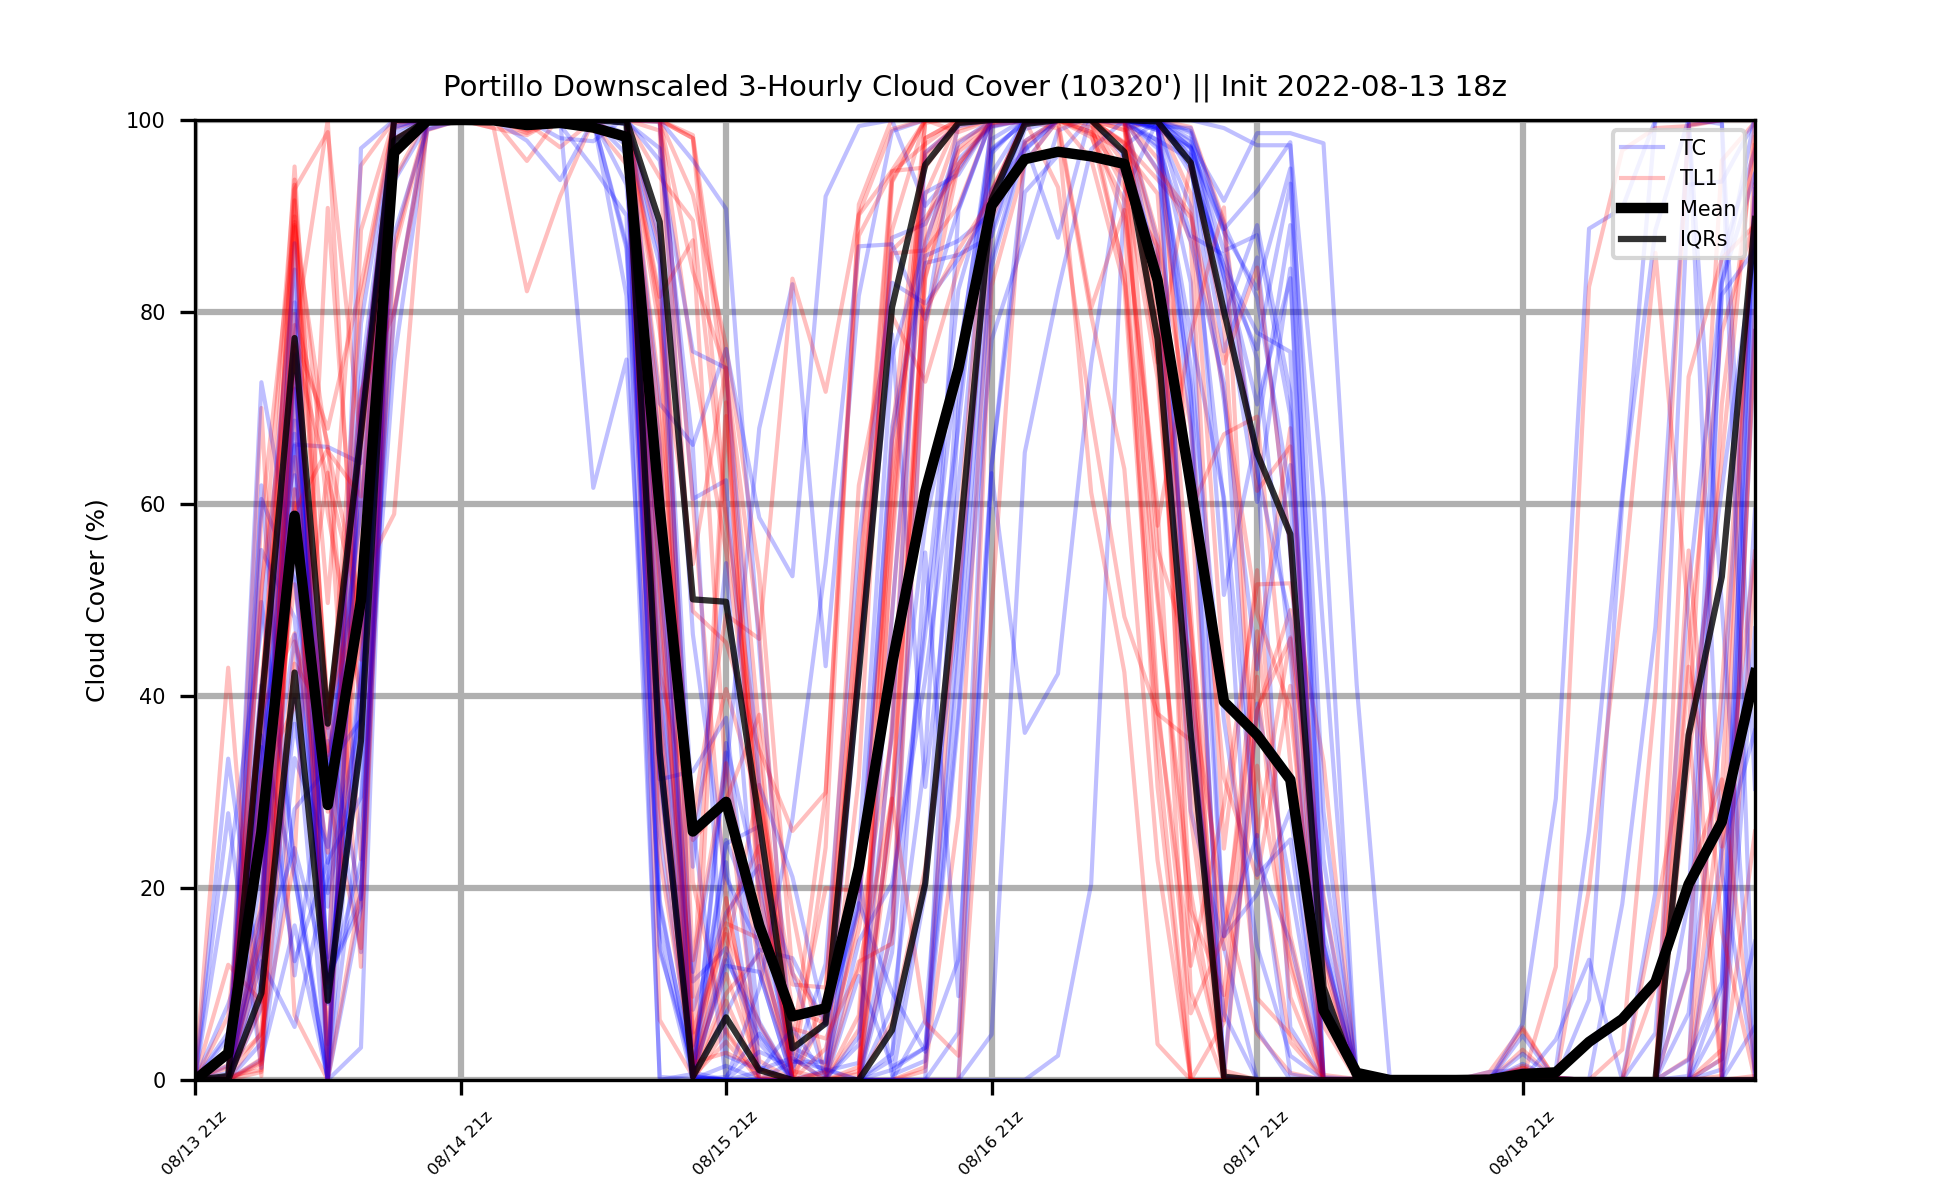 Portillo Downscaled 3-Hourly Cloud Cover (10320') || Init 2022-08-13 18z
TC
TL1
Mean
IQRs
Cloud Cover (%)
100
80
60
40
20
0
08/13 21z
08/14 21z
08/15 21z
08/16 21z
08/17 21z
08/18 21z